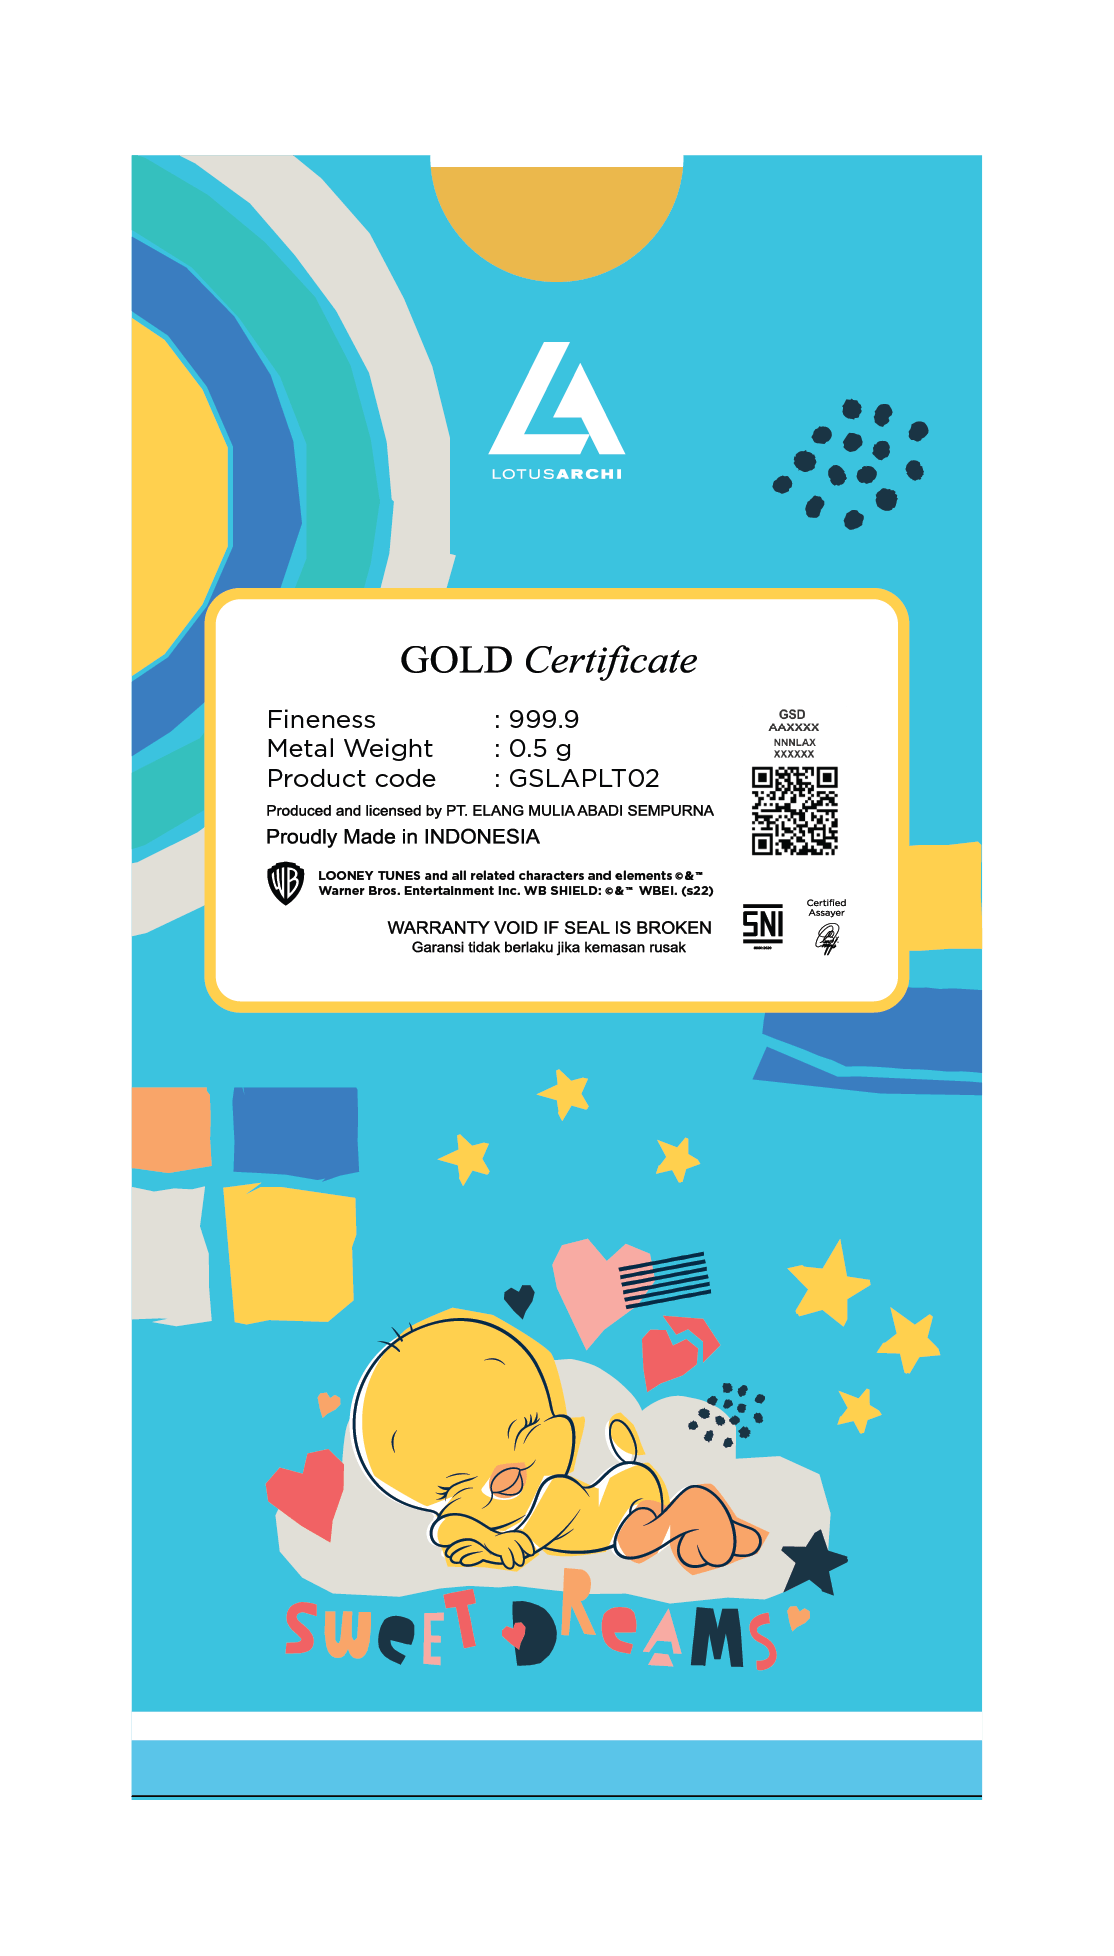 LOTUSARCHI
GOLD Certificate
Fineness : 999.9
Metal Weight : 0.5 g
Product code : GSLAPLT02
GSD
AAXXXX
NNNLAX
XXXXXX
Produced and licensed by PT. ELANG MULIA ABADI SEMPURNA
Proudly Made in INDONESIA
WB
LOONEY TUNES and all related characters and elements ©&™
Warner Bros. Entertainment Inc. WB SHIELD: ©&™ WBEI. (s22)
WARRANTY VOID IF SEAL IS BROKEN
Garansi tidak berlaku jika kemasan rusak
SNI
Certified
Assayer
SWEET DREAMS